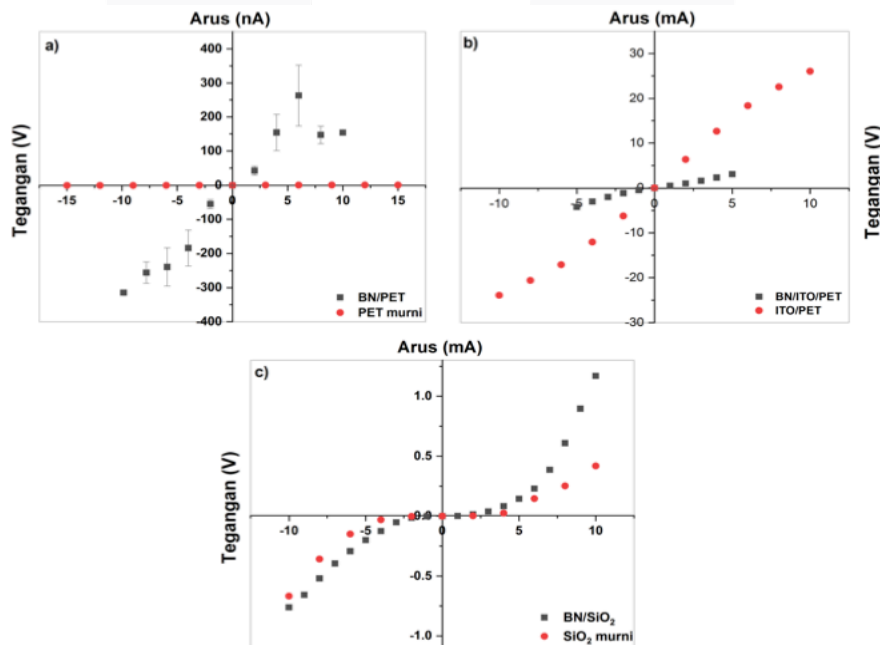 Arus (nA)
a)
400
300
200
100
0
-15
-10
-5
0
5
10
15
-100
-200
-300
-400
Tegangan (V)
BN/PET
PET murni
Arus (mA)
b)
30
20
10
0
-10
-5
0
5
10
-10
-20
-30
Tegangan (V)
BN/ITO/PET
ITO/PET
Tegangan (V)
Arus (mA)
c)
1.0
0.5
0.0
-10
-5
0
5
10
-0.5
-1.0
Tegangan (V)
BN/SiO₂
SiO₂ murni